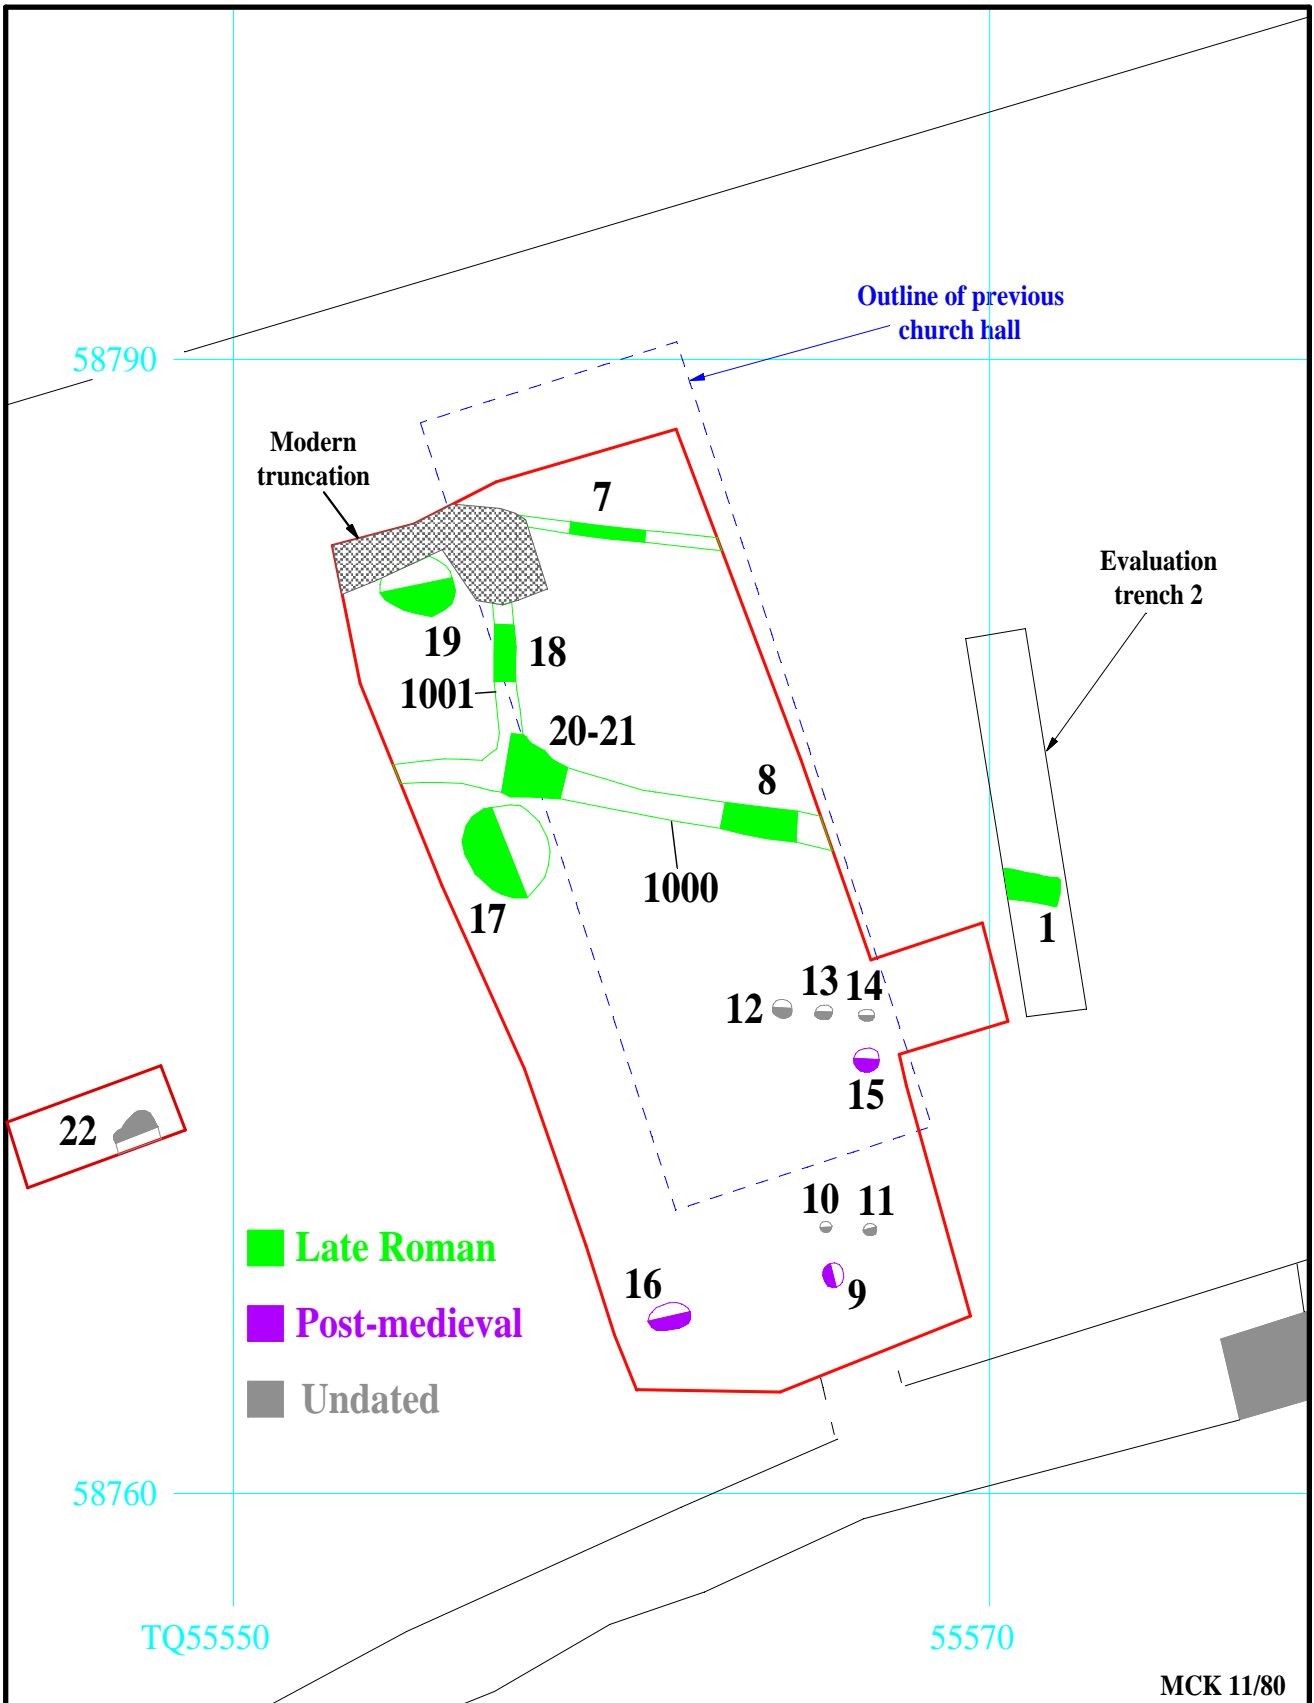 Outline of previous
church hall
58790
Modern
truncation
7
Evaluation
trench 2
19
18
1001
20-21
8
1000
17
1
13
14
12
15
22
10
11
Late Roman
16
9
Post-medieval
Undated
58760
TQ55550
55570
MCK 11/80